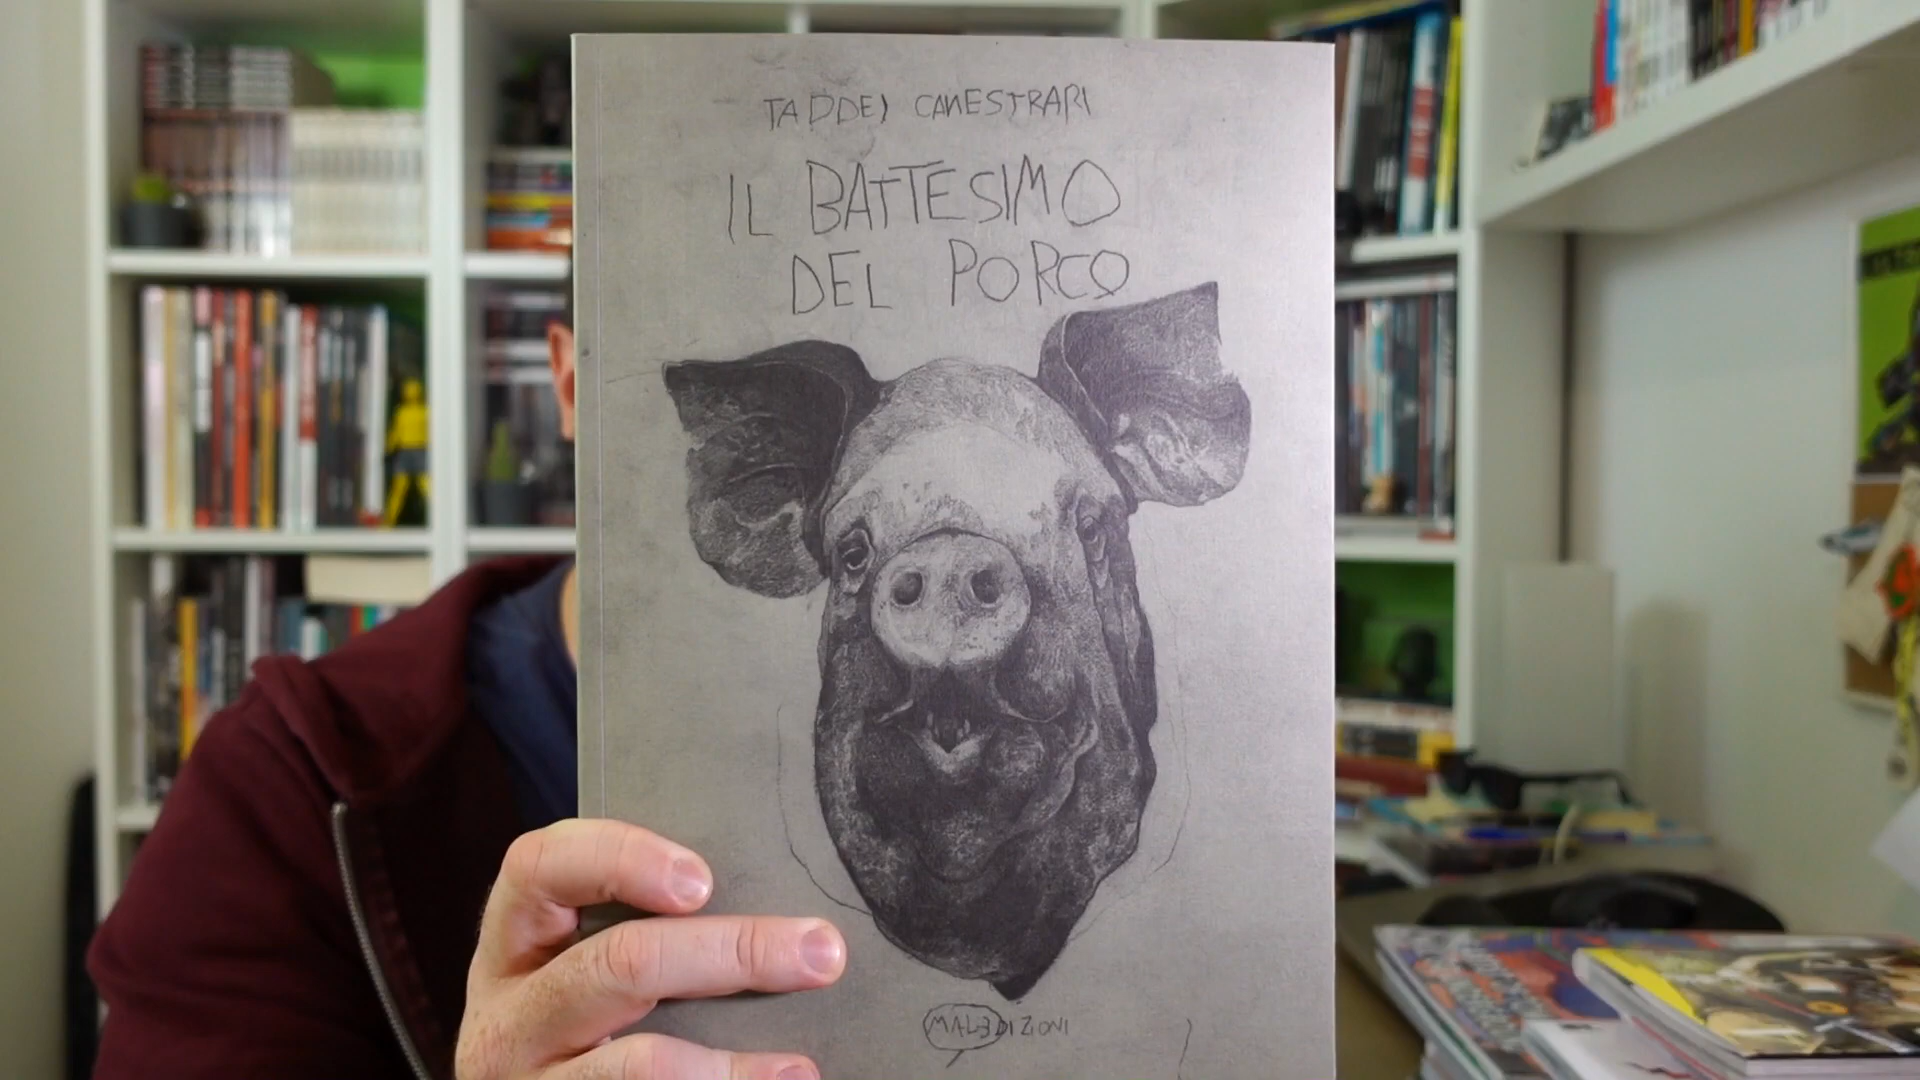 TADDEI CANESTRARI
IL BATTESIMO
DEL PORCO
MALEDIZIONI